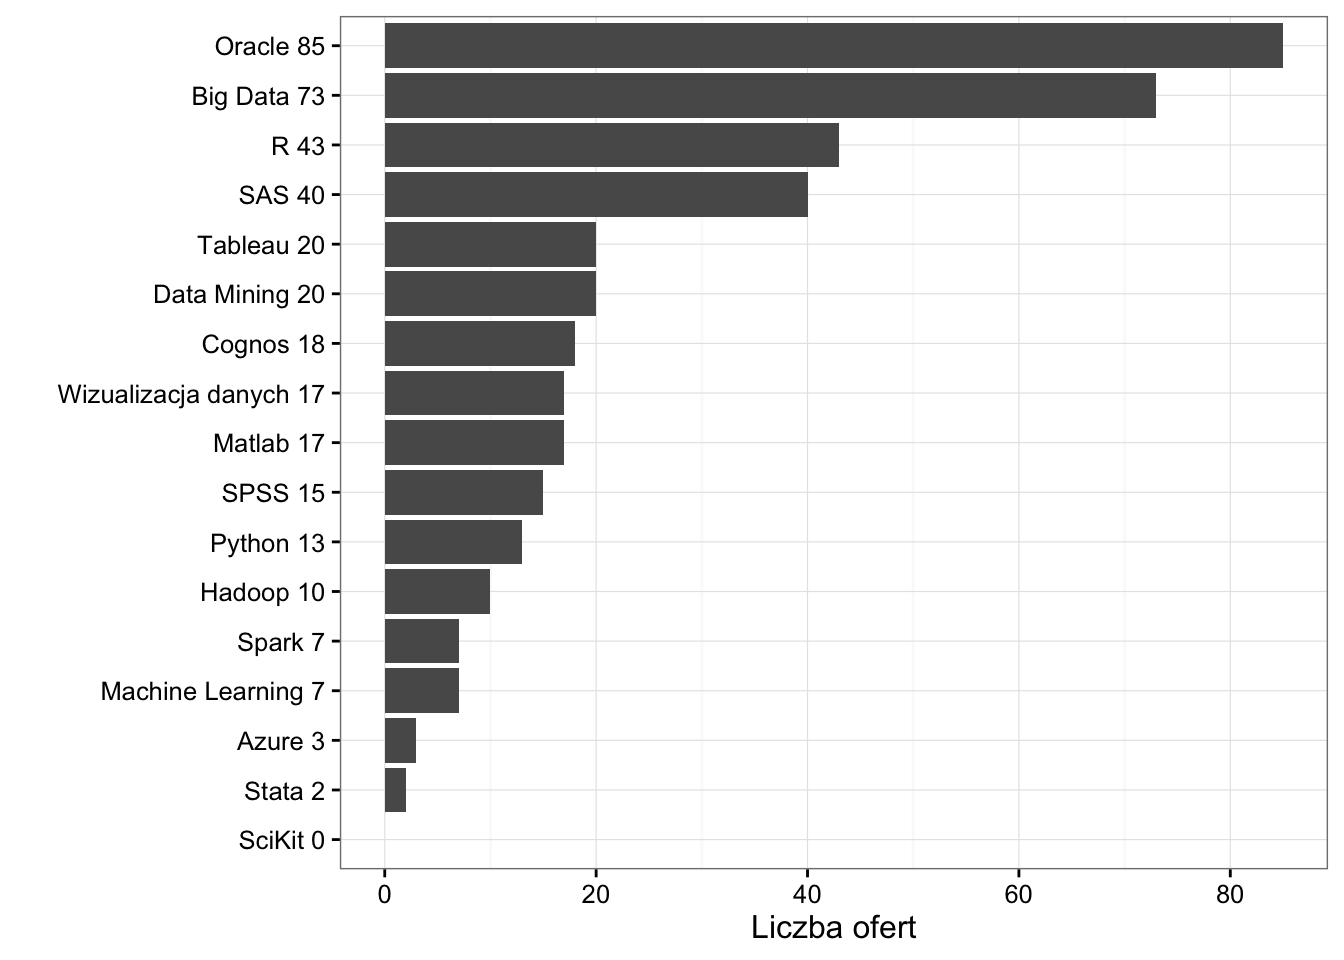 Oracle 85
Big Data 73
R 43
SAS 40
Tableau 20
Data Mining 20
Cognos 18
Wizualizacja danych 17
Matlab 17
SPSS 15
Python 13
Hadoop 10
Spark 7
Machine Learning 7
Azure 3
Stata 2
SciKit 0
0 20 40 60 80
Liczba ofert